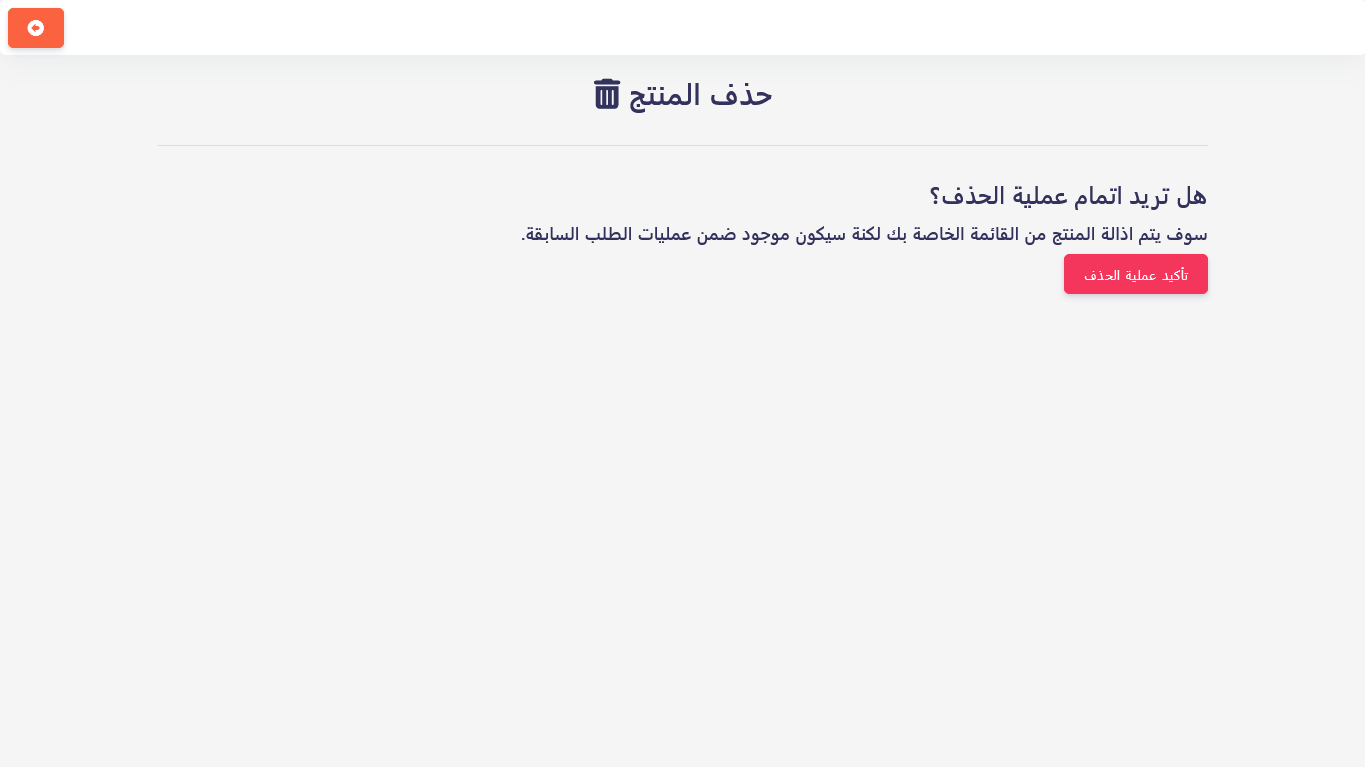 حذف المنتج
هل تريد اتمام عملية الحذف؟
سوف يتم اذالة المنتج من القائمة الخاصة بك لكنة سيكون موجود ضمن عمليات الطلب السابقة.
تأكيد عملية الحذف